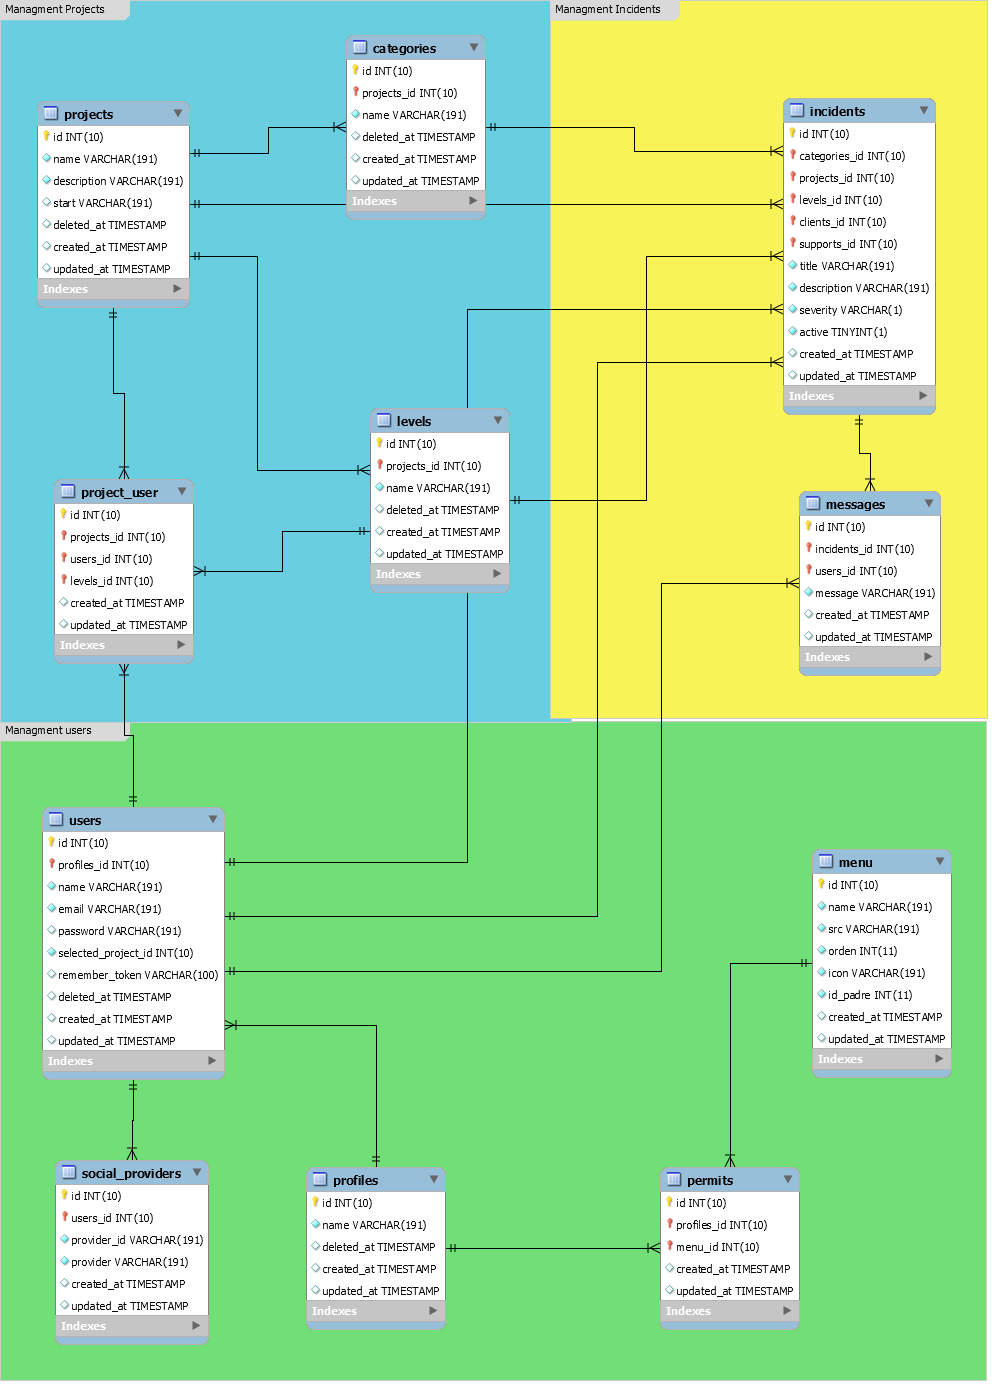 Managment Projects
categories
id INT(10)
projects_id INT(10)
name VARCHAR(191)
deleted_at TIMESTAMP
created_at TIMESTAMP
updated_at TIMESTAMP
Indexes
projects
id INT(10)
name VARCHAR(191)
description VARCHAR(191)
start VARCHAR(191)
deleted_at TIMESTAMP
created_at TIMESTAMP
updated_at TIMESTAMP
Indexes
levels
id INT(10)
projects_id INT(10)
name VARCHAR(191)
deleted_at TIMESTAMP
created_at TIMESTAMP
updated_at TIMESTAMP
Indexes
project_user
id INT(10)
projects_id INT(10)
users_id INT(10)
levels_id INT(10)
created_at TIMESTAMP
updated_at TIMESTAMP
Indexes
Managment Incidents
incidents
id INT(10)
categories_id INT(10)
projects_id INT(10)
levels_id INT(10)
clients_id INT(10)
supports_id INT(10)
title VARCHAR(191)
description VARCHAR(191)
severity VARCHAR(1)
active TINYINT(1)
created_at TIMESTAMP
updated_at TIMESTAMP
Indexes
messages
id INT(10)
incidents_id INT(10)
users_id INT(10)
message VARCHAR(191)
created_at TIMESTAMP
updated_at TIMESTAMP
Indexes
Managment users
users
id INT(10)
profiles_id INT(10)
name VARCHAR(191)
email VARCHAR(191)
password VARCHAR(191)
selected_project_id INT(10)
remember_token VARCHAR(100)
deleted_at TIMESTAMP
created_at TIMESTAMP
updated_at TIMESTAMP
Indexes
menu
id INT(10)
name VARCHAR(191)
src VARCHAR(191)
orden INT(11)
icon VARCHAR(191)
id_padre INT(11)
created_at TIMESTAMP
updated_at TIMESTAMP
Indexes
social_providers
id INT(10)
users_id INT(10)
provider_id VARCHAR(191)
provider VARCHAR(191)
created_at TIMESTAMP
updated_at TIMESTAMP
Indexes
profiles
id INT(10)
name VARCHAR(191)
deleted_at TIMESTAMP
created_at TIMESTAMP
updated_at TIMESTAMP
Indexes
permits
id INT(10)
profiles_id INT(10)
menu_id INT(10)
created_at TIMESTAMP
updated_at TIMESTAMP
Indexes